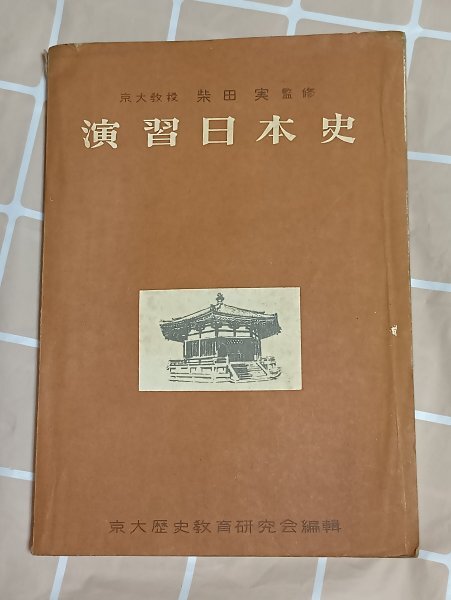 京大教授 柴田 実 監修
演習日本史
京大歴史教育研究会編輯